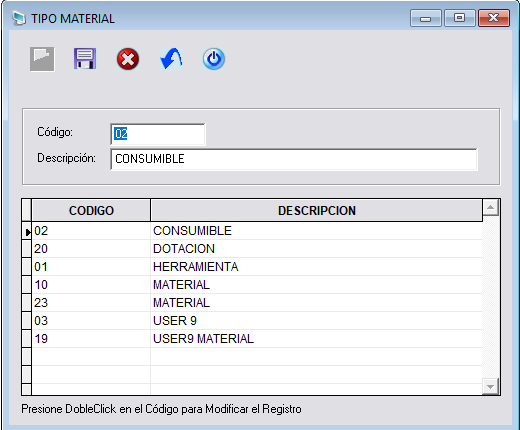 TIPO MATERIAL
Código: 02
Descripción: CONSUMIBLE
CODIGO DESCRIPCION
02 CONSUMIBLE
20 DOTACION
01 HERRAMIENTA
10 MATERIAL
23 MATERIAL
03 USER 9
19 USER9 MATERIAL
Presione DobleClick en el Código para Modificar el Registro